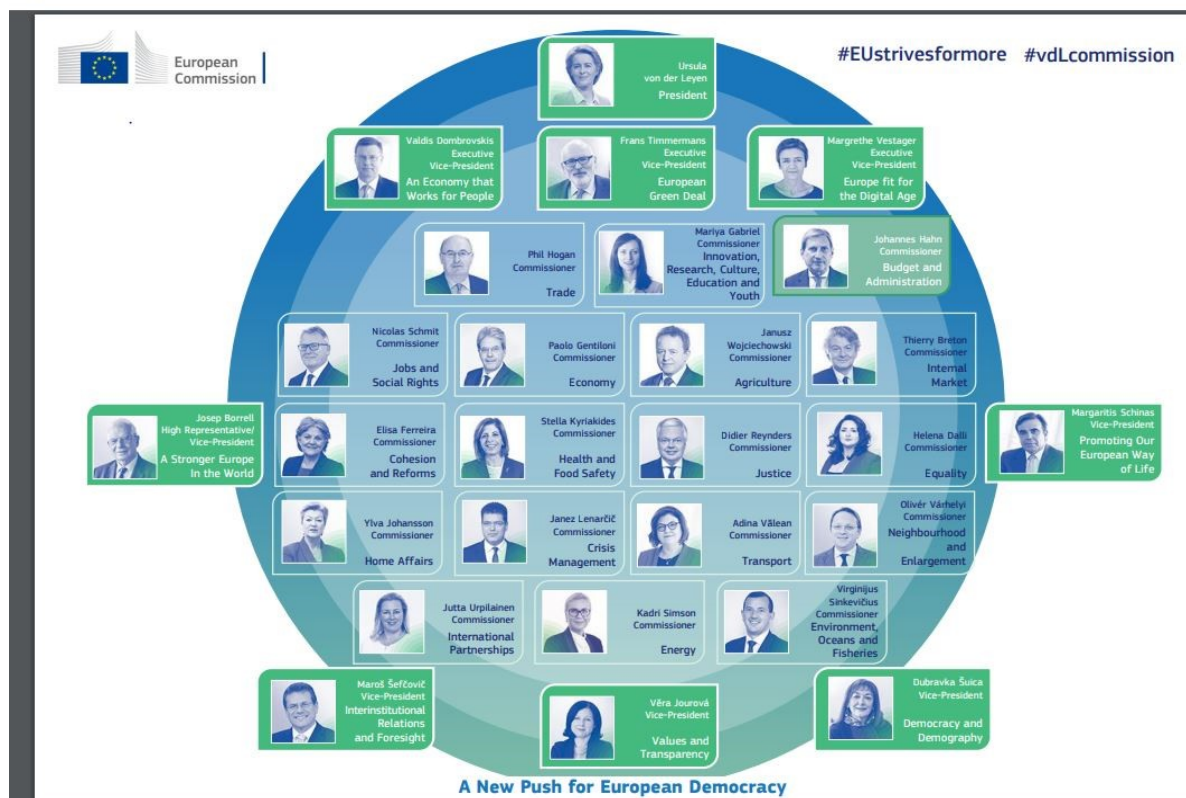 European
Commission
#EUstrivesformore #vdLcommission
Ursula
von der Leyen
President
Valdis Dombrovskis
Executive
Vice-President
An Economy that
Works for People
Frans Timmermans
Executive
Vice-President
European
Green Deal
Margrethe Vestager
Executive
Vice-President
Europe fit for
the Digital Age
Phil Hogan
Commissioner
Trade
Mariya Gabriel
Commissioner
Innovation,
Research, Culture,
Education and
Youth
Johannes Hahn
Commissioner
Budget and
Administration
Nicolas Schmit
Commissioner
Jobs and
Social Rights
Paolo Gentiloni
Commissioner
Economy
Janusz
Wojciechowski
Commissioner
Agriculture
Thierry Breton
Commissioner
Internal
Market
Josep Borrell
High Representative/
Vice-President
A Stronger Europe
In the World
Elisa Ferreira
Commissioner
Cohesion
and Reforms
Stella Kyriakides
Commissioner
Health and
Food Safety
Didier Reynders
Commissioner
Justice
Helena Dalli
Commissioner
Equality
Margaritis Schinas
Vice-President
Promoting Our
European Way
of Life
Ylva Johansson
Commissioner
Home Affairs
Janez Lenarčič
Commissioner
Crisis
Management
Adina Vălean
Commissioner
Transport
Olivér Várhelyi
Commissioner
Neighbourhood
and
Enlargement
Jutta Urpilainen
Commissioner
International
Partnerships
Kadri Simson
Commissioner
Energy
Virginijus
Sinkevičius
Commissioner
Environment,
Oceans and
Fisheries
Maroš Šefčovič
Vice-President
Interinstitutional
Relations
and Foresight
Věra Jourová
Vice-President
Values and
Transparency
Dubravka Šuica
Vice-President
Democracy and
Demography
A New Push for European Democracy